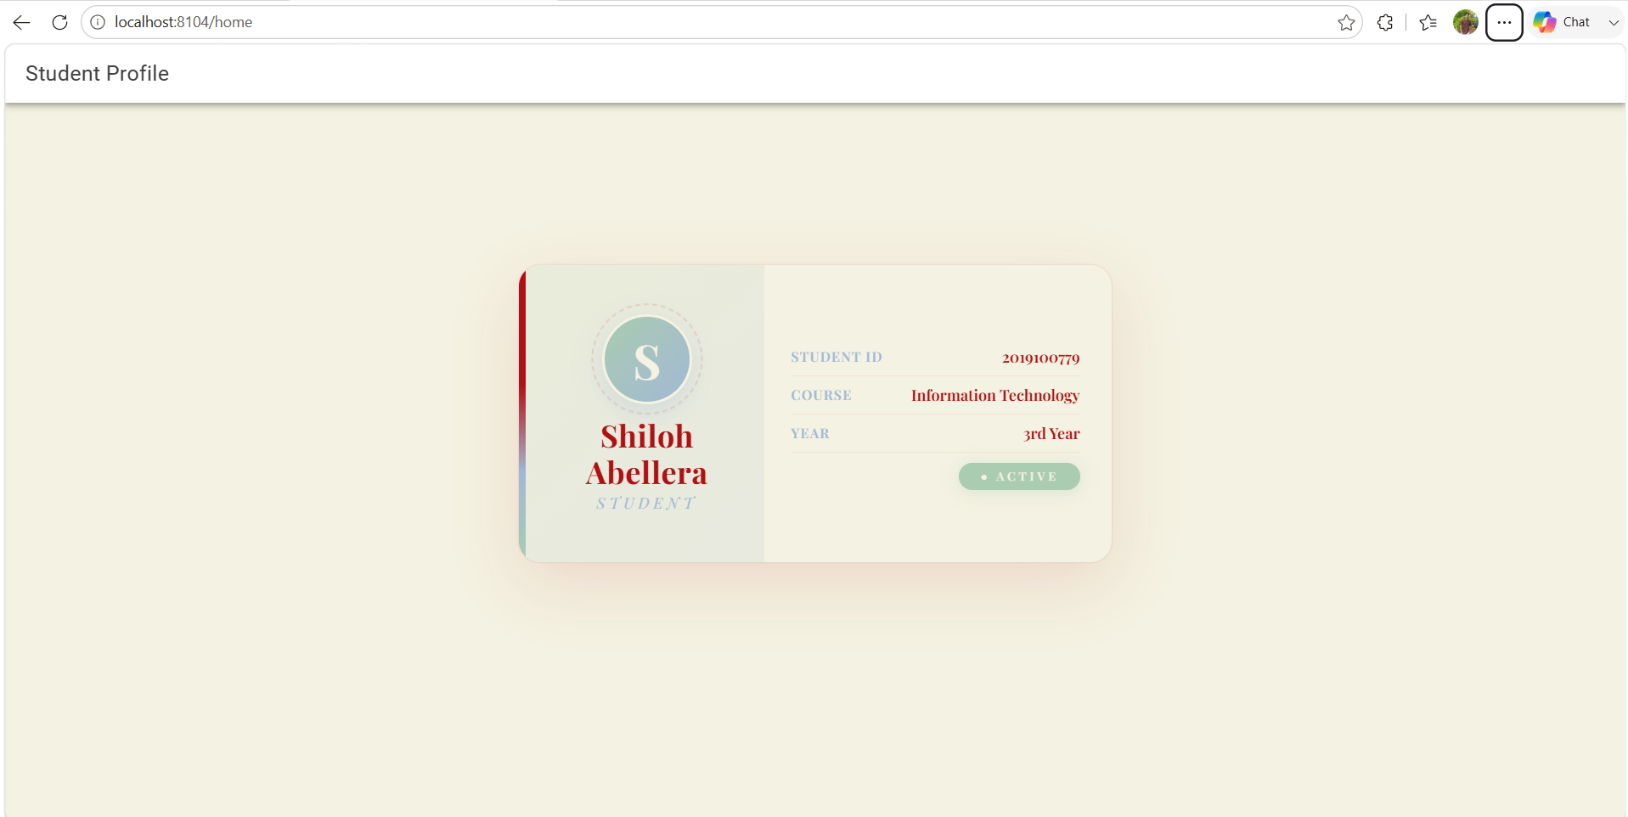 localhost:8104/home
Chat
Student Profile
S
Shiloh
Abellera
STUDENT
STUDENT ID 2019100779
COURSE Information Technology
YEAR 3rd Year
● ACTIVE